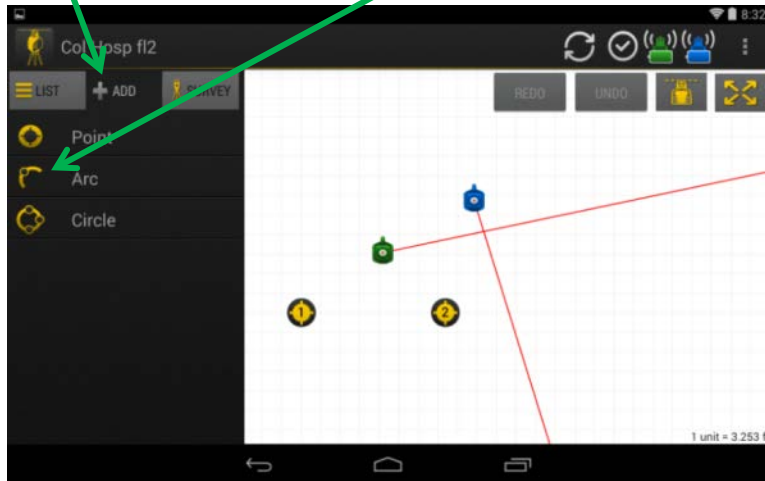 8:32
Col Hosp fl2
LIST
ADD
SURVEY
REDO
UNDO
Point
Arc
Circle
1
2
1 unit = 3.253 f